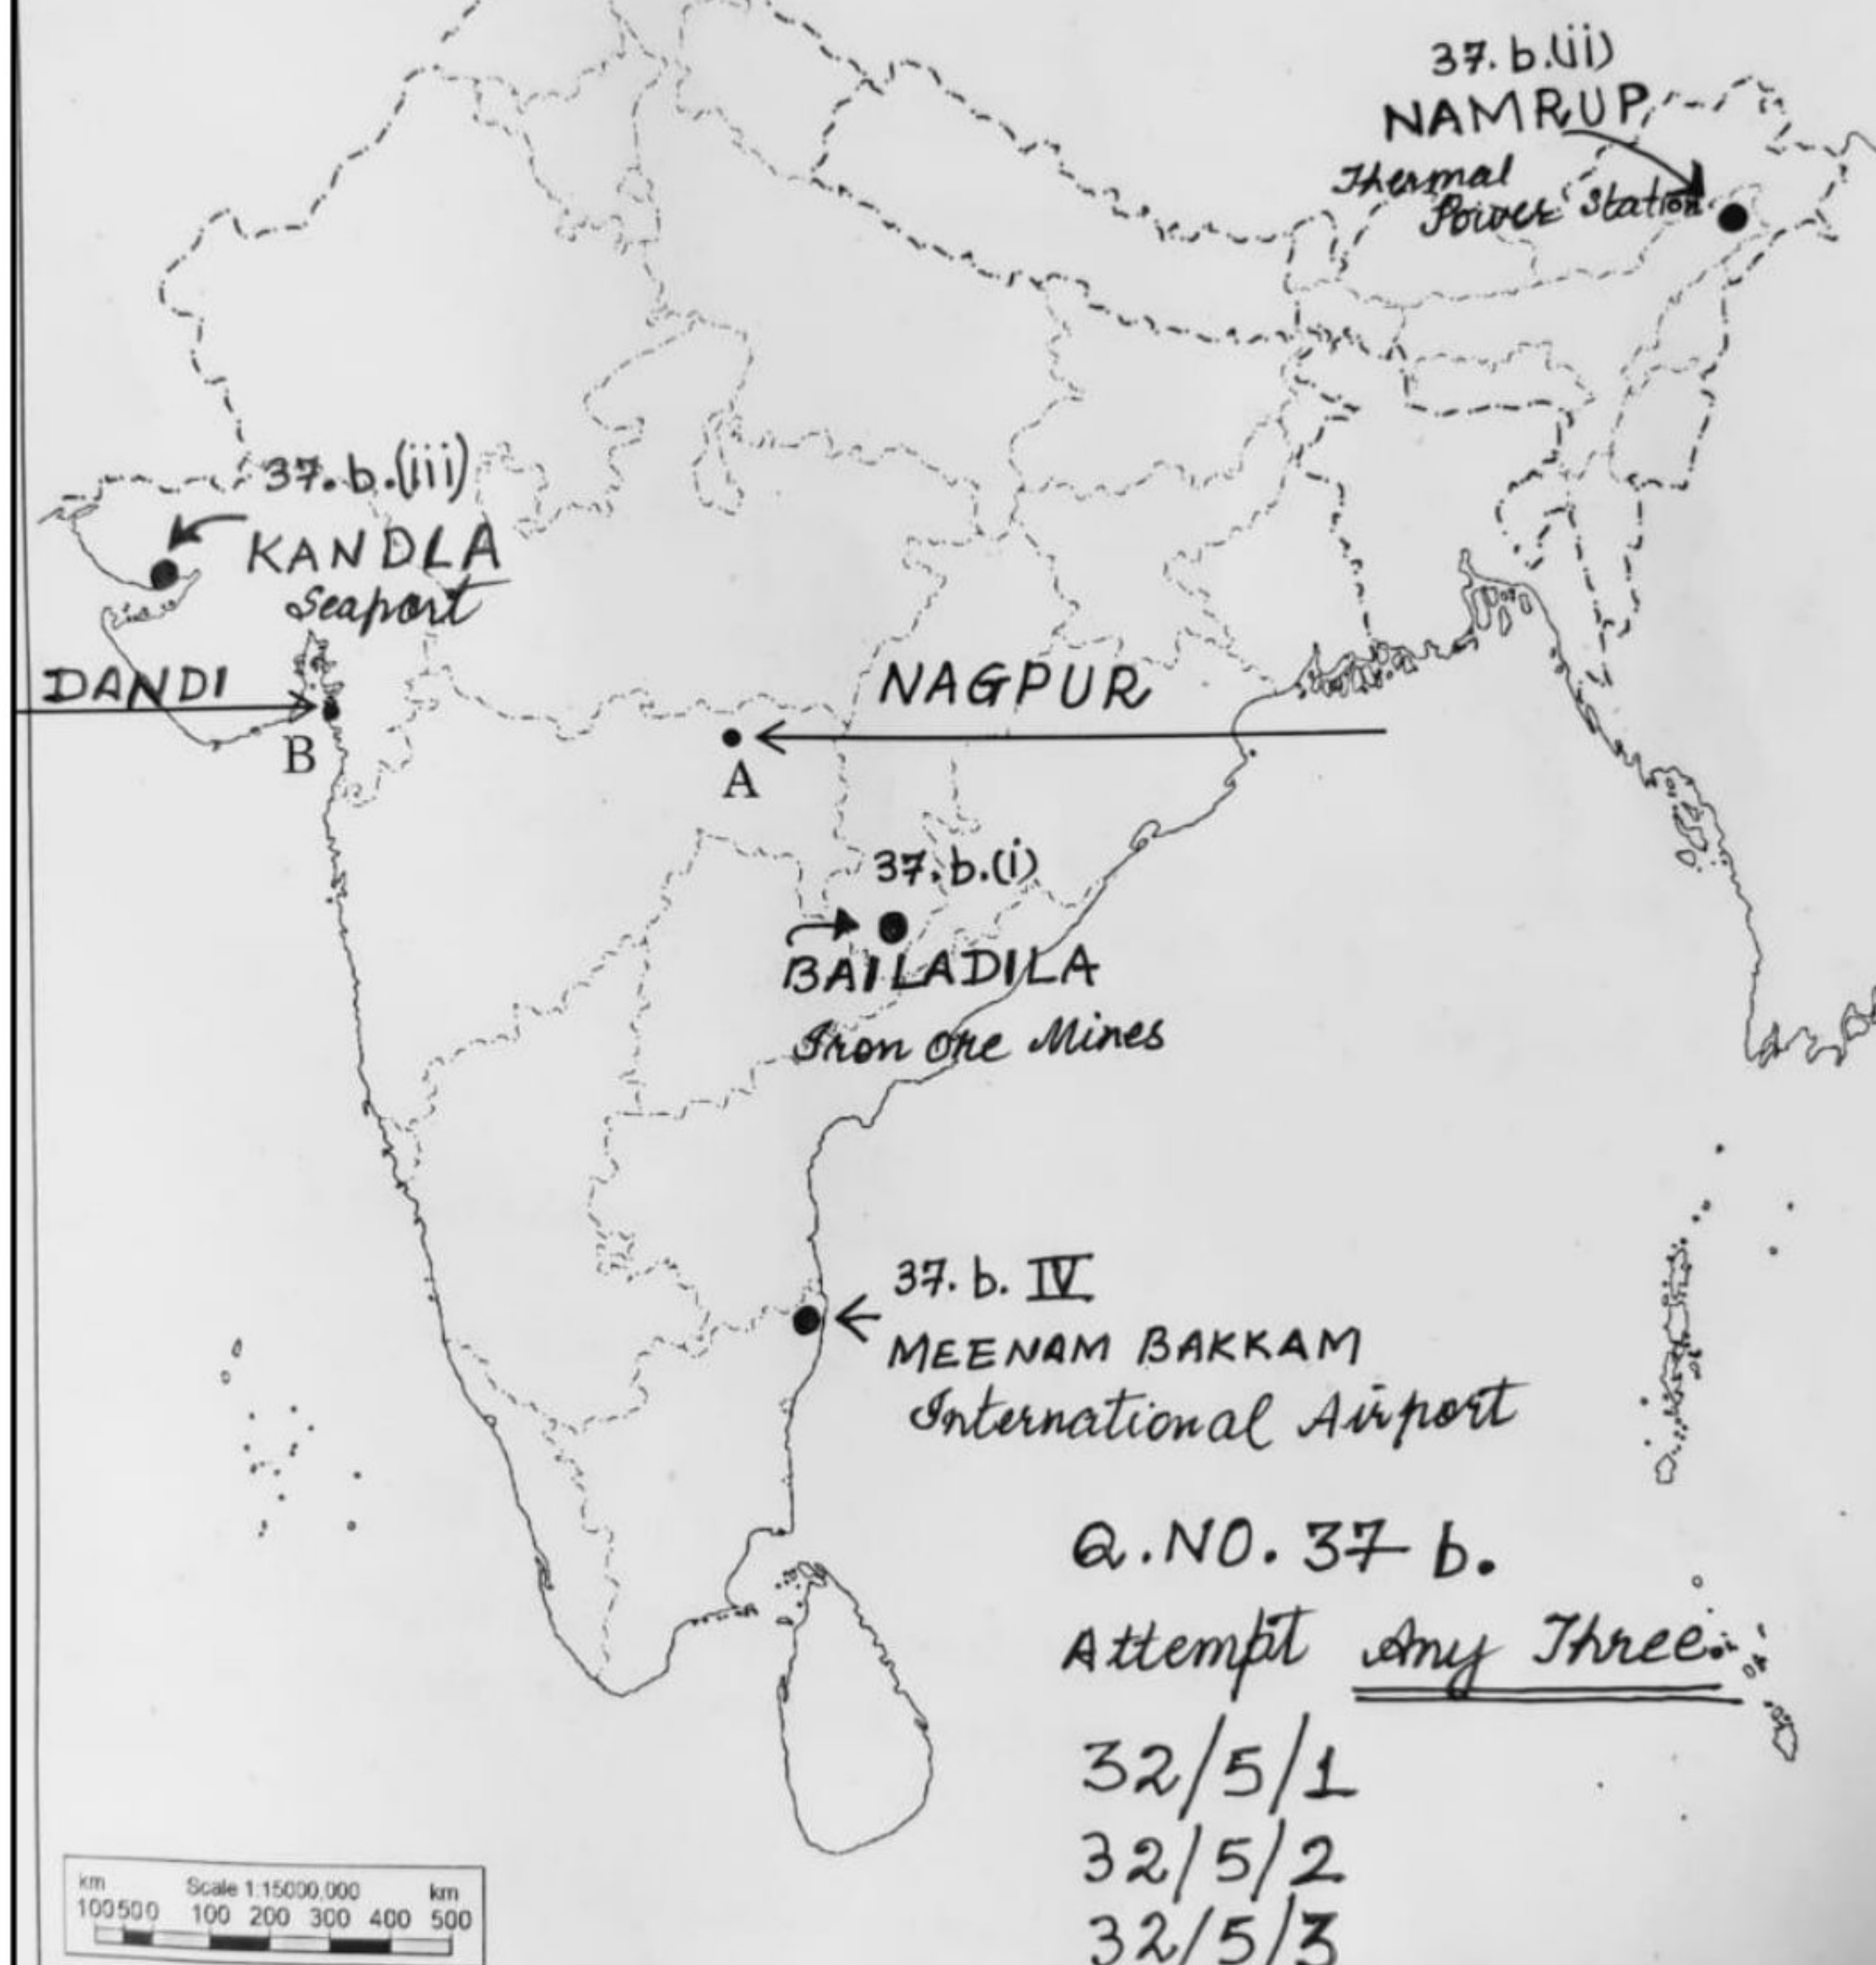 37. b.(ii)
NAMRUP
Thermal
Power Station
37. b.(iii)
KANDLA
Seaport
DANDI
NAGPUR
B
A
37. b.(i)
BAILADILA
Iron Ore Mines
37. b. IV
MEENAM BAKKAM
International Airport
Q.NO. 37 b.
Attempt Any Three
32/5/1
32/5/2
32/5/3
km Scale 1:15000,000 km
100 50 0 100 200 300 400 500